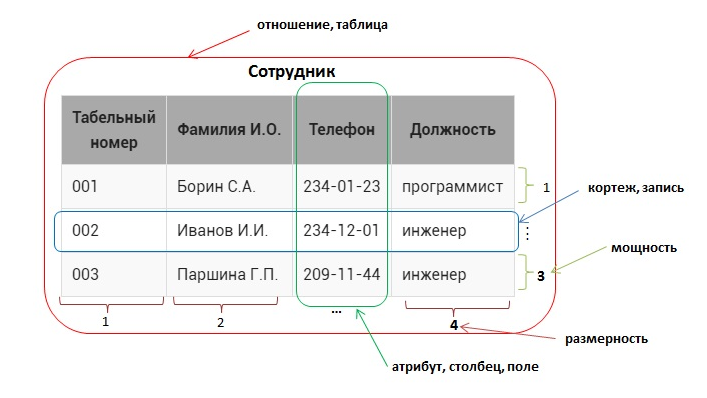 отношение, таблица
Сотрудник
Табельный номер Фамилия И.О. Телефон Должность
001 Борин С.А. 234-01-23 программист 1
кортеж, запись
002 Иванов И.И. 234-12-01 инженер ...
мощность
003 Паршина Г.П. 209-11-44 инженер 3
1 2 ... 4
размерность
атрибут, столбец, поле